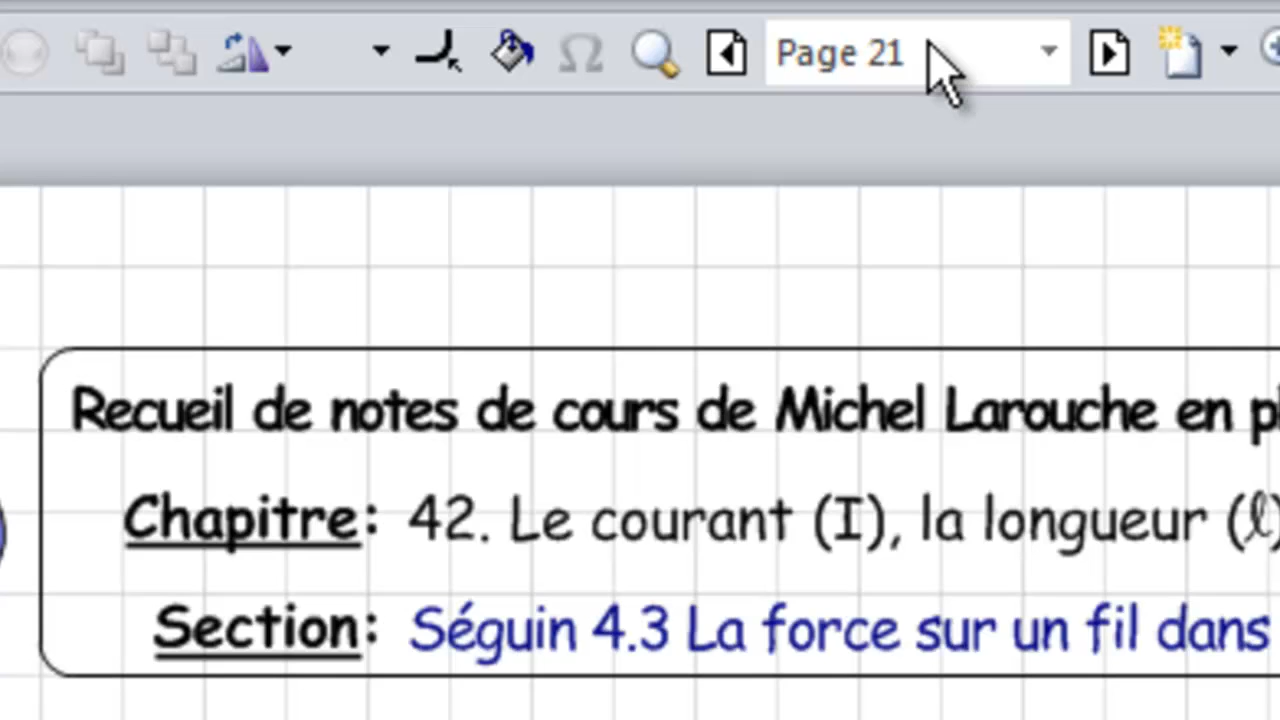 Page 21
Recueil de notes de cours de Michel Larouche en
Chapitre: 42. Le courant (I), la longueur (ℓ)
Section: Séguin 4.3 La force sur un fil dans